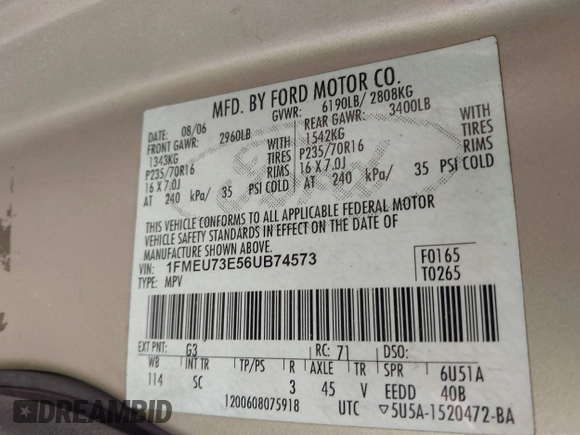 MFD. BY FORD MOTOR CO.
DATE: 08/06 GVWR: 6190LB/ 2808KG
FRONT GAWR: 2960LB REAR GAWR: 3400LB
1343KG WITH 1542KG WITH
P235/70R16 TIRES P235/70R16 TIRES
16 X 7.0J RIMS 16 X 7.0J RIMS
AT 240 kPa/ 35 PSI COLD AT 240 kPa/ 35 PSI COLD
Ford
THIS VEHICLE CONFORMS TO ALL APPLICABLE FEDERAL MOTOR
VEHICLE SAFETY STANDARDS IN EFFECT ON THE DATE OF
MANUFACTURE SHOWN ABOVE.
VIN: 1FMEU73E56UB74573 F0165
TYPE: MPV T0265
EXT PNT: G3 RC: 71 DSO:
WB INT TR TP/PS R AXLE TR SPR 6U51A
114 SC 3 45 V EEDD 40B
1200608075918 UTC 5U5A-1520472-BA
RideSafely
EPICBID